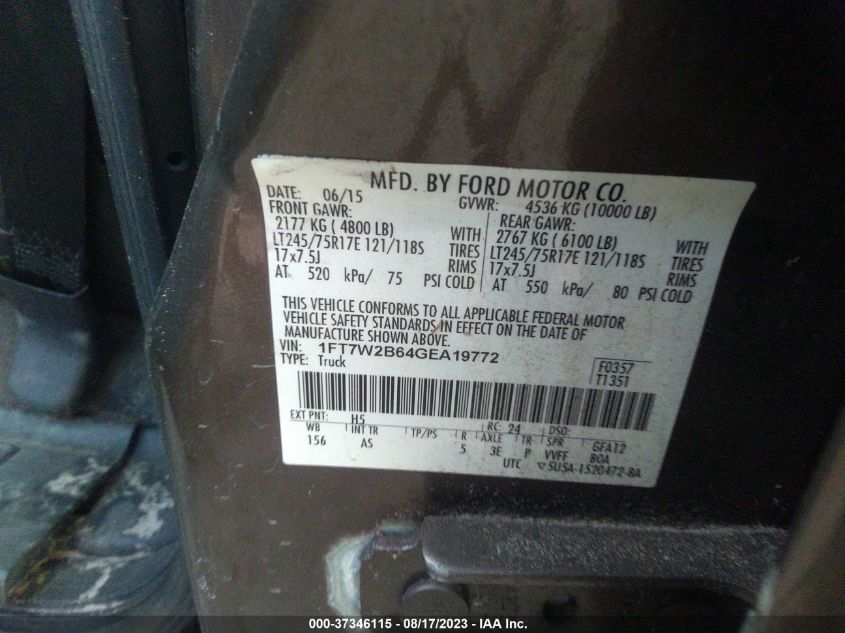 MFD. BY FORD MOTOR CO.
DATE: 06/15 GVWR: 4536 KG (10000 LB)
FRONT GAWR: REAR GAWR:
2177 KG ( 4800 LB) WITH 2767 KG ( 6100 LB) WITH
LT245/75R17E 121/118S TIRES LT245/75R17E 121/118S TIRES
17x7.5J RIMS 17x7.5J RIMS
AT 520 kPa/ 75 PSI COLD AT 550 kPa/ 80 PSI COLD
THIS VEHICLE CONFORMS TO ALL APPLICABLE FEDERAL MOTOR
VEHICLE SAFETY STANDARDS IN EFFECT ON THE DATE OF
MANUFACTURE SHOWN ABOVE.
VIN: 1FT7W2B64GEA19772
TYPE: Truck F0357
T1351
EXT PNT: H5 RC: 24 DSO:
WB INT TR TP/PS R AXLE TR SPR GFA12
156 A5 5 3E P VVFF BOA
UTC ▽5U5A-1520472-BA
000-37346115 - 08/17/2023 - IAA Inc.